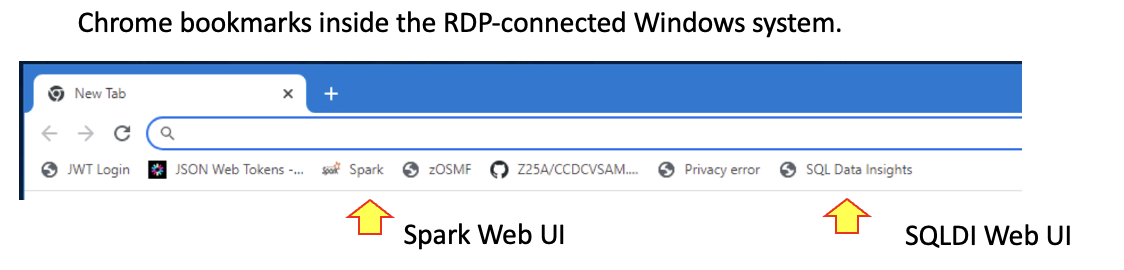 Chrome bookmarks inside the RDP-connected Windows system.
New Tab
JWT Login JSON Web Tokens -... Spark zOSMF Z25A/CCDCVSAM.... Privacy error SQL Data Insights
Spark Web UI SQLDI Web UI